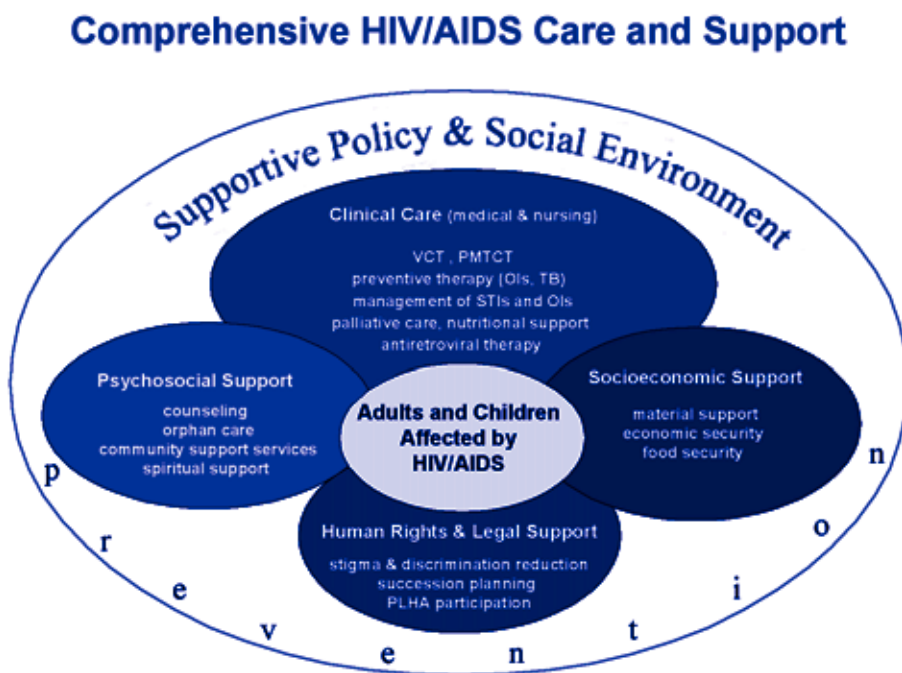 Comprehensive HIV/AIDS Care and Support
Supportive Policy & Social Environment
Clinical Care (medical & nursing)
VCT , PMTCT
preventive therapy (OIs, TB)
management of STIs and OIs
palliative care, nutritional support
antiretroviral therapy
Psychosocial Support
counseling
orphan care
community support services
spiritual support
Adults and Children
Affected by
HIV/AIDS
Socioeconomic Support
material support
economic security
food security
Human Rights & Legal Support
stigma & discrimination reduction
succession planning
PLHA participation
prevention